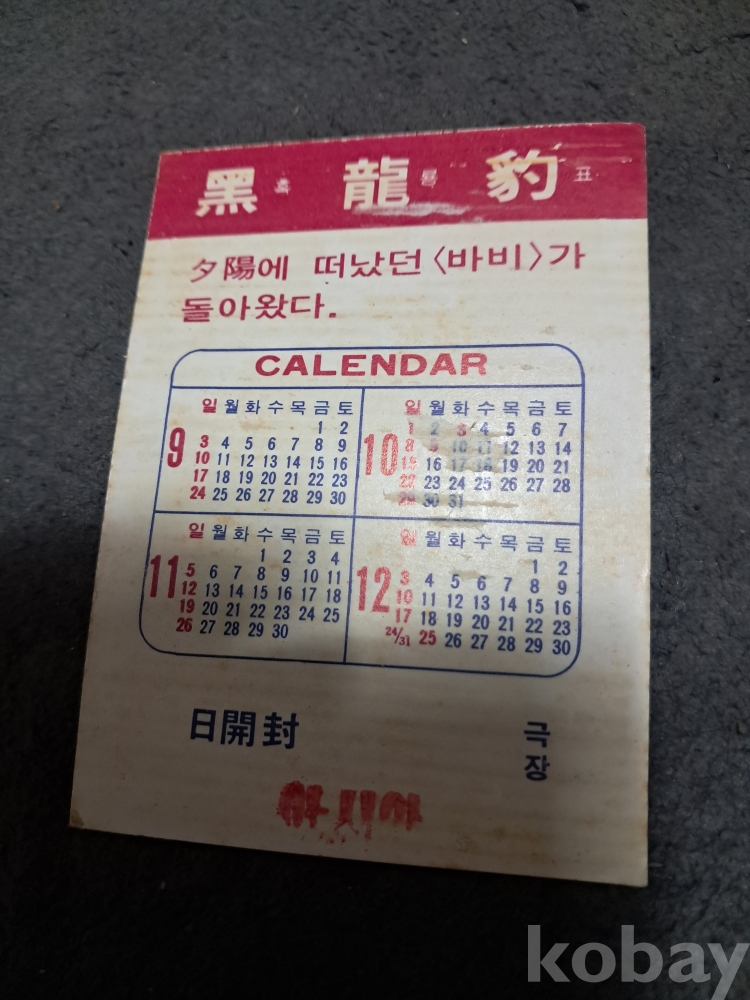 黑흑 龍룡 豹표
夕陽에 떠났던 <바비>가
돌아왔다.
CALENDAR
9
일 월 화 수 목 금 토
1 2
3 4 5 6 7 8 9
10 11 12 13 14 15 16
17 18 19 20 21 22 23
24 25 26 27 28 29 30
10
일 월 화 수 목 금 토
1 2 3 4 5 6 7
8 9 10 11 12 13 14
15 16 17 18 19 20 21
22 23 24 25 26 27 28
29 30 31
11
일 월 화 수 목 금 토
1 2 3 4
5 6 7 8 9 10 11
12 13 14 15 16 17 18
19 20 21 22 23 24 25
26 27 28 29 30
12
일 월 화 수 목 금 토
1 2
3 4 5 6 7 8 9
10 11 12 13 14 15 16
17 18 19 20 21 22 23
24/31 25 26 27 28 29 30
日開封
극장
아시아
kobay